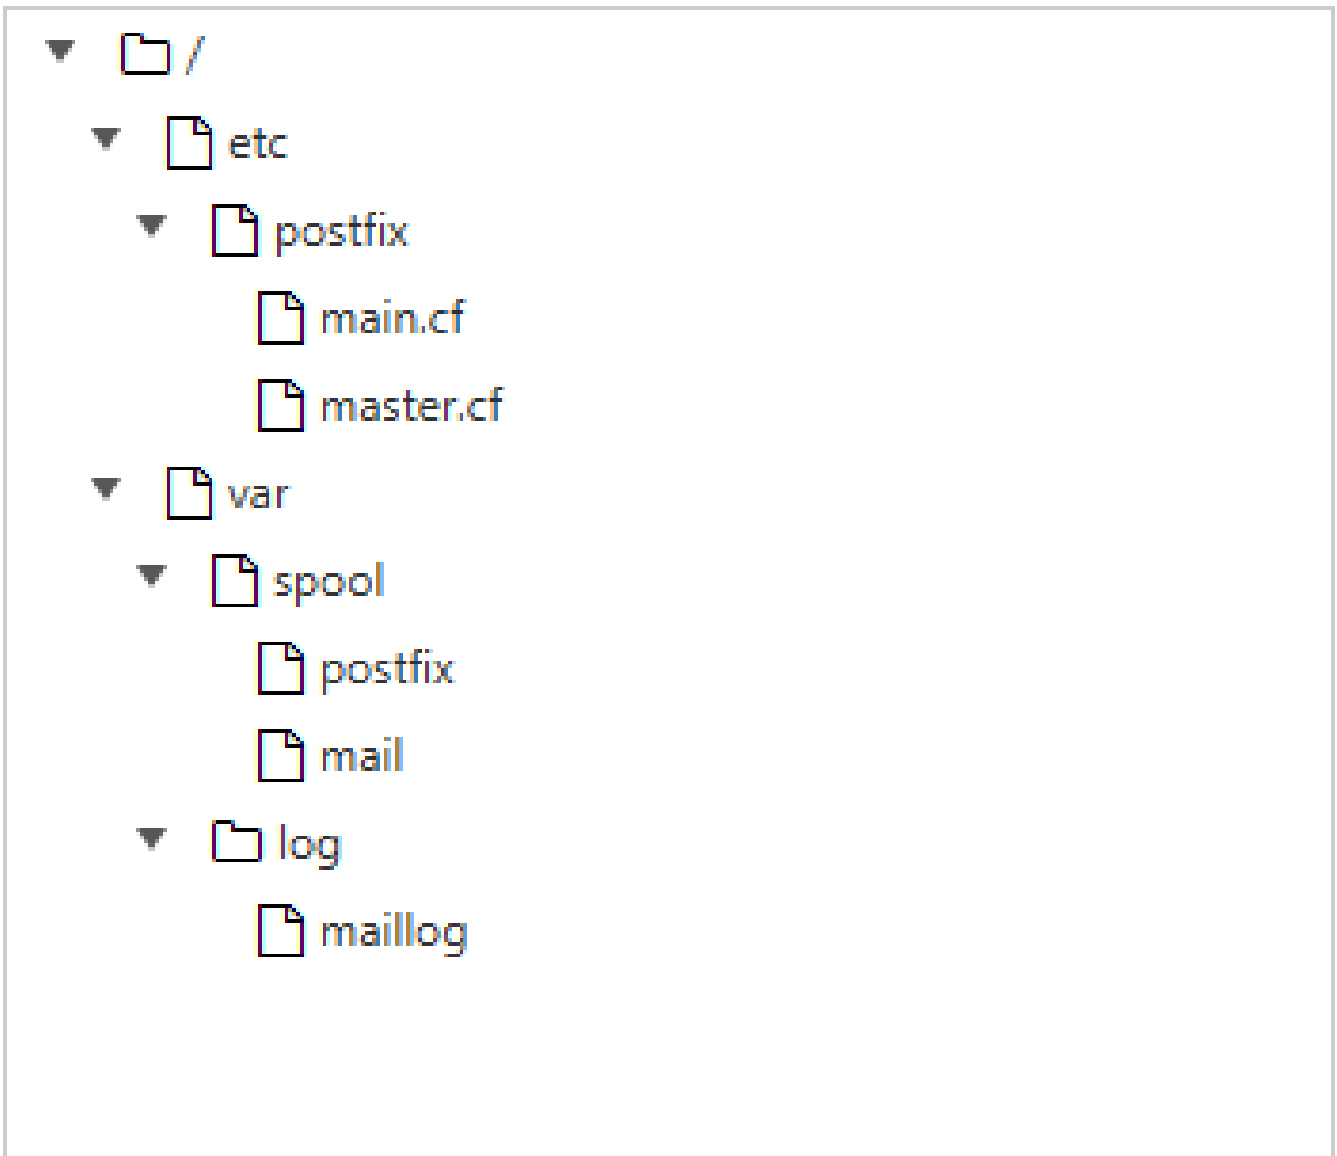 /
etc
postfix
main.cf
master.cf
var
spool
postfix
mail
log
maillog